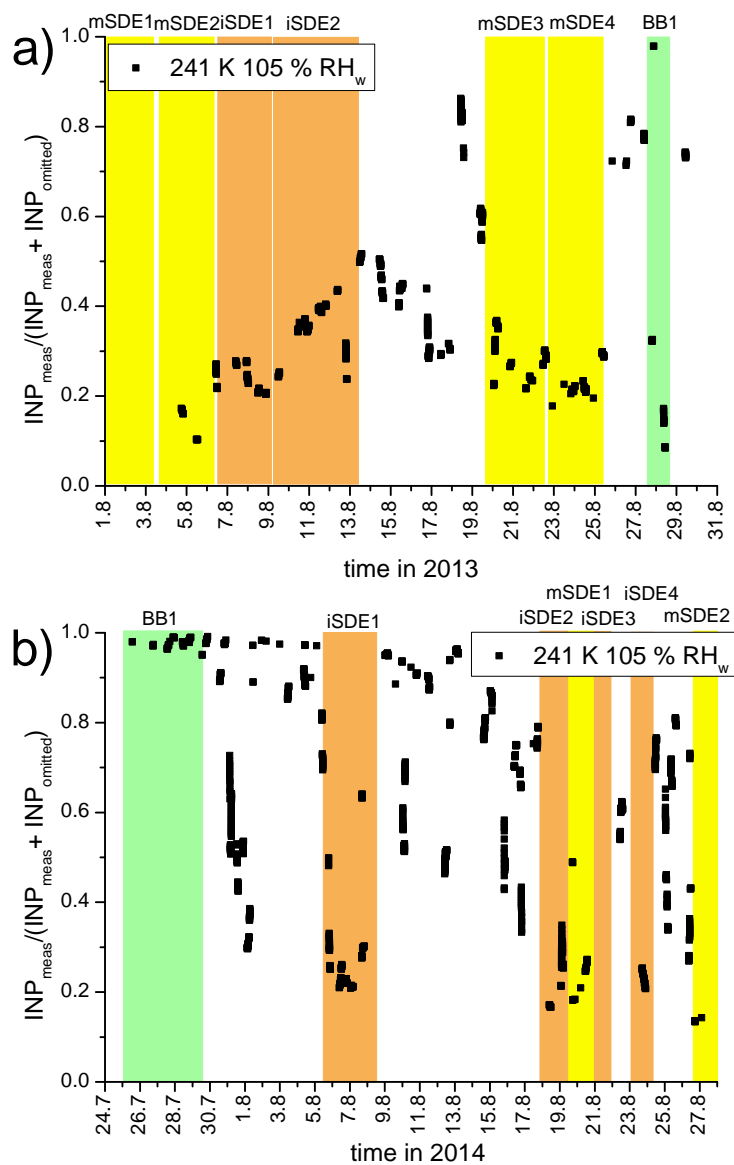 mSDE1 mSDE2 iSDE1 iSDE2 mSDE3 mSDE4 BB1
a)
241 K 105 % RHw
1.0
0.8
0.6
0.4
0.2
0.0
INPmeas/(INPmeas + INPomitted)
1.8 3.8 5.8 7.8 9.8 11.8 13.8 15.8 17.8 19.8 21.8 23.8 25.8 27.8 29.8 31.8
time in 2013
mSDE1 iSDE4
BB1 iSDE1 iSDE2 iSDE3 mSDE2
b)
241 K 105 % RHw
1.0
0.8
0.6
0.4
0.2
0.0
INPmeas/(INPmeas + INPomitted)
24.7 26.7 28.7 30.7 1.8 3.8 5.8 7.8 9.8 11.8 13.8 15.8 17.8 19.8 21.8 23.8 25.8 27.8
time in 2014